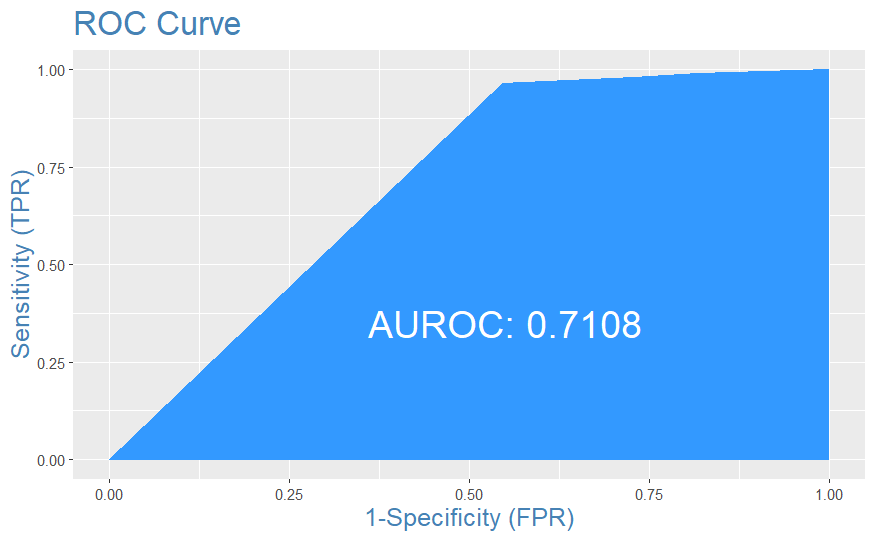 ROC Curve
1.00
0.75
0.50
0.25
0.00
Sensitivity (TPR)
AUROC: 0.7108
0.00 0.25 0.50 0.75 1.00
1-Specificity (FPR)